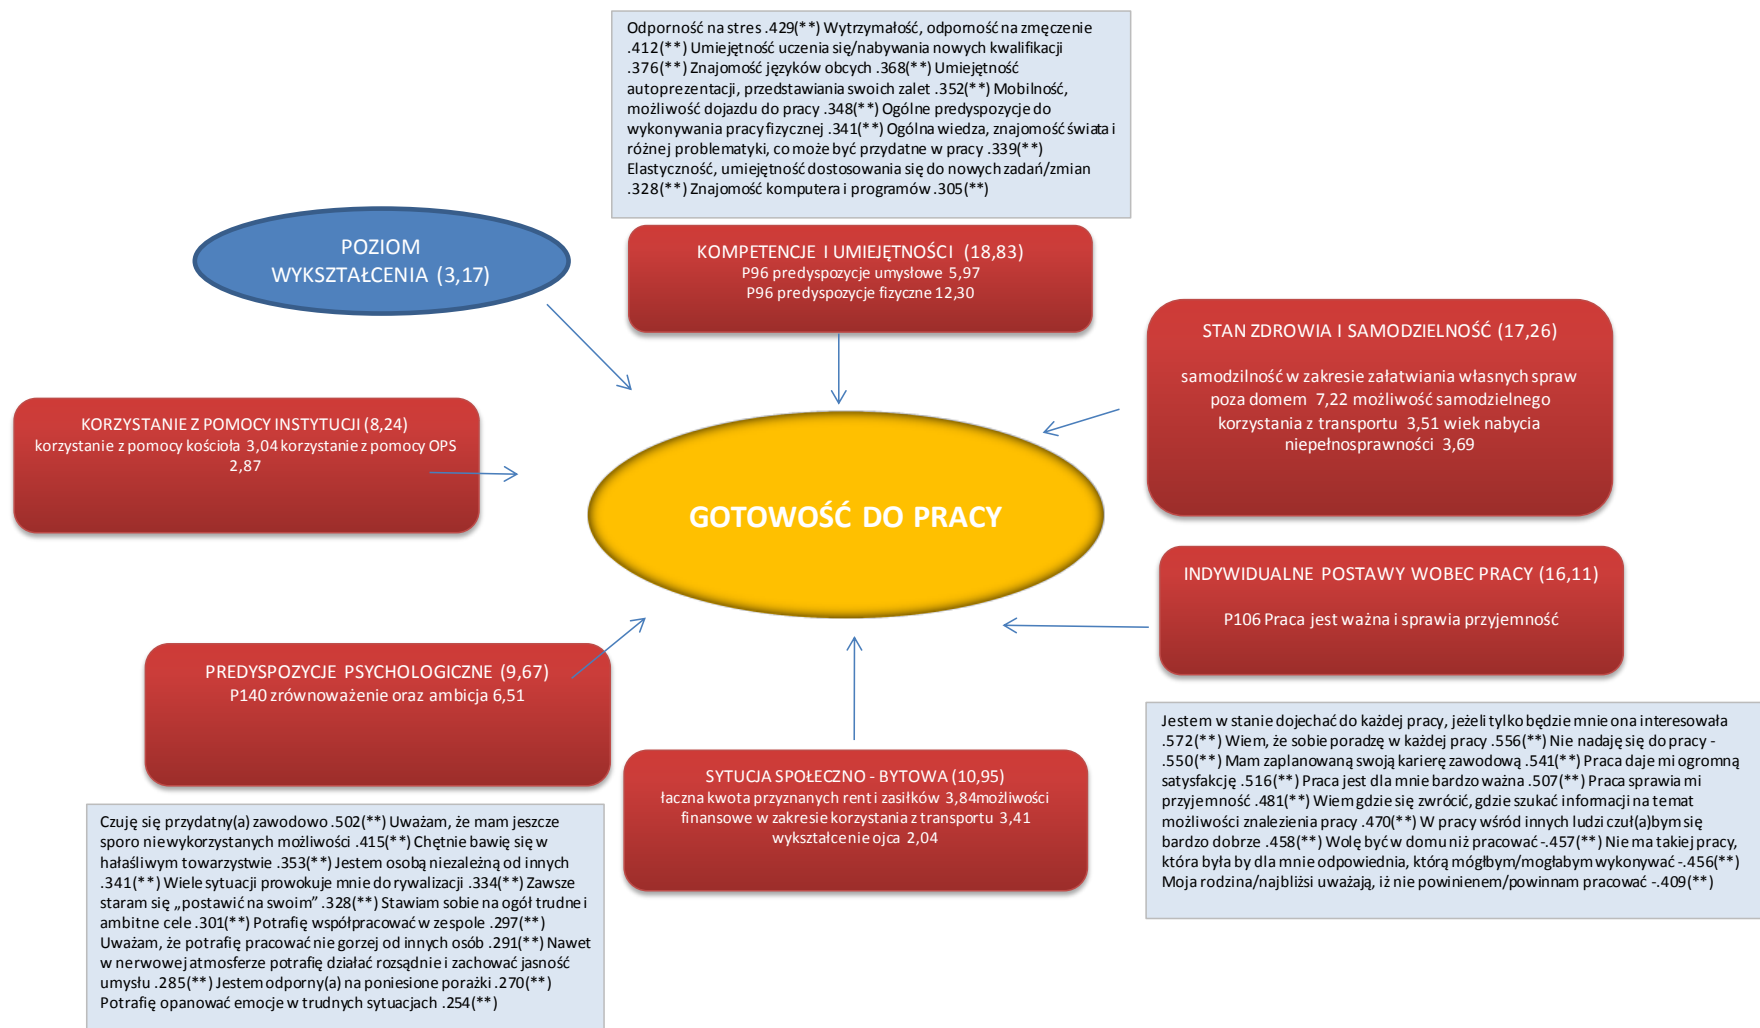 Odporność na stres .429(**) Wytrzymałość, odporność na zmęczenie
.412(**) Umiejętność uczenia się/nabywania nowych kwalifikacji
.376(**) Znajomość języków obcych .368(**) Umiejętność
autoprezentacji, przedstawiania swoich zalet .352(**) Mobilność,
możliwość dojazdu do pracy .348(**) Ogólne predyspozycje do
wykonywania pracy fizycznej .341(**) Ogólna wiedza, znajomość świata i
różnej problematyki, co może być przydatne w pracy .339(**)
Elastyczność, umiejętność dostosowania się do nowych zadań/zmian
.328(**) Znajomość komputera i programów .305(**)
POZIOM
WYKSZTAŁCENIA (3,17)
KOMPETENCJE I UMIEJĘTNOŚCI (18,83)
P96 predyspozycje umysłowe 5,97
P96 predyspozycje fizyczne 12,30
STAN ZDROWIA I SAMODZIELNOŚĆ (17,26)
samodzilność w zakresie załatwiania własnych spraw
poza domem 7,22 możliwość samodzielnego
korzystania z transportu 3,51 wiek nabycia
niepełnosprawności 3,69
KORZYSTANIE Z POMOCY INSTYTUCJI (8,24)
korzystanie z pomocy kościoła 3,04 korzystanie z pomocy OPS
2,87
GOTOWOŚĆ DO PRACY
INDYWIDUALNE POSTAWY WOBEC PRACY (16,11)
P106 Praca jest ważna i sprawia przyjemność
PREDYSPOZYCJE PSYCHOLOGICZNE (9,67)
P140 zrównoważenie oraz ambicja 6,51
SYTUCJA SPOŁECZNO - BYTOWA (10,95)
łaczna kwota przyznanych rent i zasiłków 3,84możliwości
finansowe w zakresie korzystania z transportu 3,41
wykształcenie ojca 2,04
Jestem w stanie dojechać do każdej pracy, jeżeli tylko będzie mnie ona interesowała
.572(**) Wiem, że sobie poradzę w każdej pracy .556(**) Nie nadaję się do pracy -
.550(**) Mam zaplanowaną swoją karierę zawodową .541(**) Praca daje mi ogromną
satysfakcję .516(**) Praca jest dla mnie bardzo ważna .507(**) Praca sprawia mi
przyjemność .481(**) Wiem gdzie się zwrócić, gdzie szukać informacji na temat
możliwości znalezienia pracy .470(**) W pracy wśród innych ludzi czuł(a)bym się
bardzo dobrze .458(**) Wolę być w domu niż pracować -.457(**) Nie ma takiej pracy,
która była by dla mnie odpowiednia, którą mógłbym/mogłabym wykonywać -.456(**)
Moja rodzina/najbliżsi uważają, iż nie powinienem/powinnam pracować -.409(**)
Czuję się przydatny(a) zawodowo .502(**) Uważam, że mam jeszcze
sporo niewykorzystanych możliwości .415(**) Chętnie bawię się w
hałaśliwym towarzystwie .353(**) Jestem osobą niezależną od innych
.341(**) Wiele sytuacji prowokuje mnie do rywalizacji .334(**) Zawsze
staram się „postawić na swoim” .328(**) Stawiam sobie na ogół trudne i
ambitne cele .301(**) Potrafię współpracować w zespole .297(**)
Uważam, że potrafię pracować nie gorzej od innych osób .291(**) Nawet
w nerwowej atmosferze potrafię działać rozsądnie i zachować jasność
umysłu .285(**) Jestem odporny(a) na poniesione porażki .270(**)
Potrafię opanować emocje w trudnych sytuacjach .254(**)